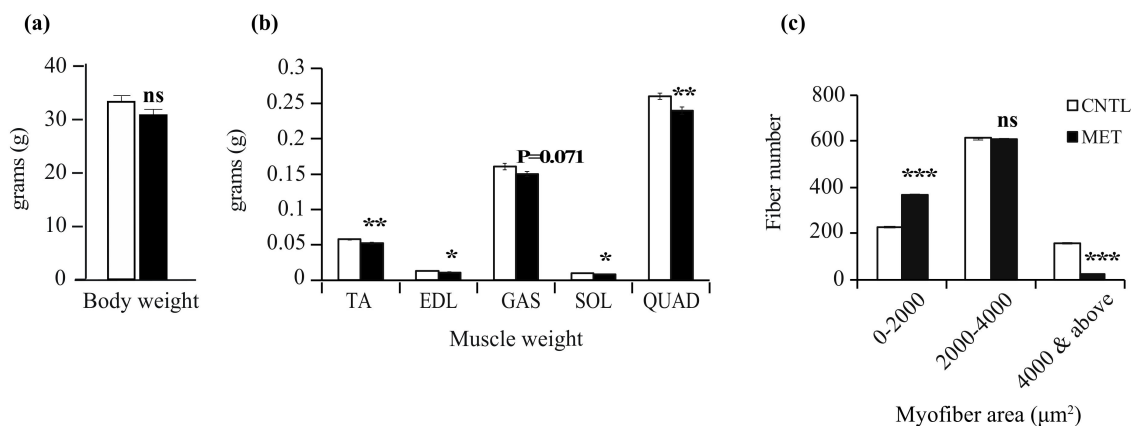 (a)
40
30
20
10
0
grams (g)
ns
Body weight
(b)
0.3
0.25
0.2
0.15
0.1
0.05
0
grams (g)
**
*
P=0.071
*
**
TA EDL GAS SOL QUAD
Muscle weight
(c)
800
600
400
200
0
Fiber number
***
ns
***
CNTL
MET
0-2000
2000-4000
4000 & above
Myofiber area (μm²)